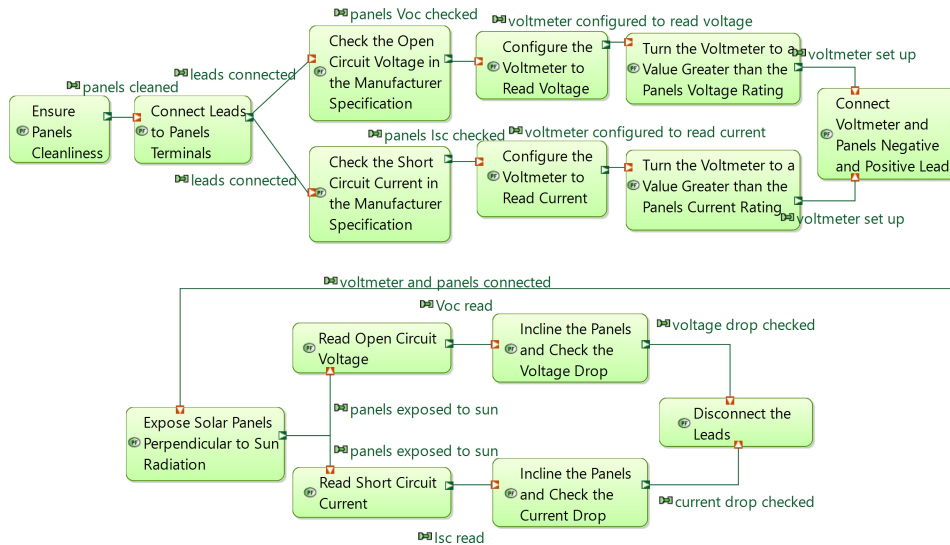 panels Voc checked
voltmeter configured to read voltage
Check the Open
Circuit Voltage in
the Manufacturer
Specification
Configure the
Voltmeter to
Read Voltage
Turn the Voltmeter to a
Value Greater than the
Panels Voltage Rating
voltmeter set up
leads connected
panels cleaned
Ensure
Panels
Cleanliness
Connect Leads
to Panels
Terminals
Connect
Voltmeter and
Panels Negative
and Positive Lead
panels Isc checked
voltmeter configured to read current
leads connected
Check the Short
Circuit Current in
the Manufacturer
Specification
Configure the
Voltmeter to
Read Current
Turn the Voltmeter to a
Value Greater than the
Panels Current Rating
voltmeter set up
voltmeter and panels connected
Voc read
Read Open Circuit
Voltage
Incline the Panels
and Check the
Voltage Drop
voltage drop checked
panels exposed to sun
Expose Solar Panels
Perpendicular to Sun
Radiation
Disconnect the
Leads
panels exposed to sun
Read Short Circuit
Current
Incline the Panels
and Check the
Current Drop
current drop checked
Isc read